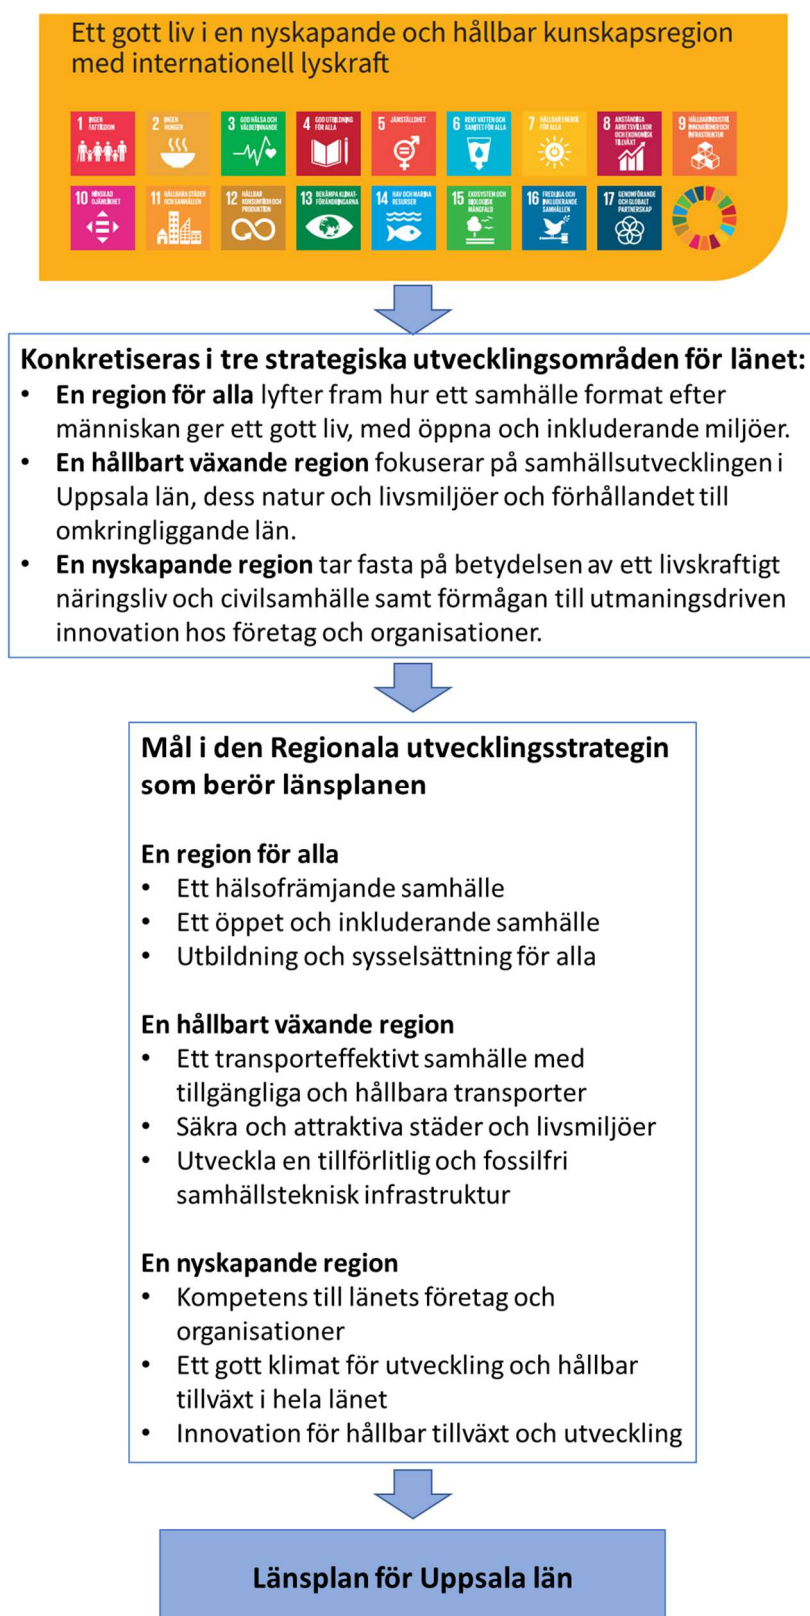 Ett gott liv i en nyskapande och hållbar kunskapsregion
med internationell lyskraft
1 INGEN FATTIGDOM
2 INGEN HUNGER
3 GOD HÄLSA OCH VÄLBEFINNANDE
4 GOD UTBILDNING FÖR ALLA
5 JÄMSTÄLLDHET
6 RENT VATTEN OCH SANITET FÖR ALLA
7 HÅLLBAR ENERGI FÖR ALLA
8 ANSTÄNDIGA ARBETSVILLKOR OCH EKONOMISK TILLVÄXT
9 HÅLLBAR INDUSTRI, INNOVATIONER OCH INFRASTRUKTUR
10 MINSKAD OJÄMLIKHET
11 HÅLLBARA STÄDER OCH SAMHÄLLEN
12 HÅLLBAR KONSUMTION OCH PRODUKTION
13 BEKÄMPA KLIMATFÖRÄNDRINGARNA
14 HAV OCH MARINA RESURSER
15 EKOSYSTEM OCH BIOLOGISK MÅNGFALD
16 FREDLIGA OCH INKLUDERANDE SAMHÄLLEN
17 GENOMFÖRANDE OCH GLOBALT PARTNERSKAP
Konkretiseras i tre strategiska utvecklingsområden för länet:
• En region för alla lyfter fram hur ett samhälle format efter
människan ger ett gott liv, med öppna och inkluderande miljöer.
• En hållbart växande region fokuserar på samhällsutvecklingen i
Uppsala län, dess natur och livsmiljöer och förhållandet till
omkringliggande län.
• En nyskapande region tar fasta på betydelsen av ett livskraftigt
näringsliv och civilsamhälle samt förmågan till utmaningsdriven
innovation hos företag och organisationer.
Mål i den Regionala utvecklingsstrategin
som berör länsplanen
En region för alla
• Ett hälsofrämjande samhälle
• Ett öppet och inkluderande samhälle
• Utbildning och sysselsättning för alla
En hållbart växande region
• Ett transporteffektivt samhälle med
tillgängliga och hållbara transporter
• Säkra och attraktiva städer och livsmiljöer
• Utveckla en tillförlitlig och fossilfri
samhällsteknisk infrastruktur
En nyskapande region
• Kompetens till länets företag och
organisationer
• Ett gott klimat för utveckling och hållbar
tillväxt i hela länet
• Innovation för hållbar tillväxt och utveckling
Länsplan för Uppsala län